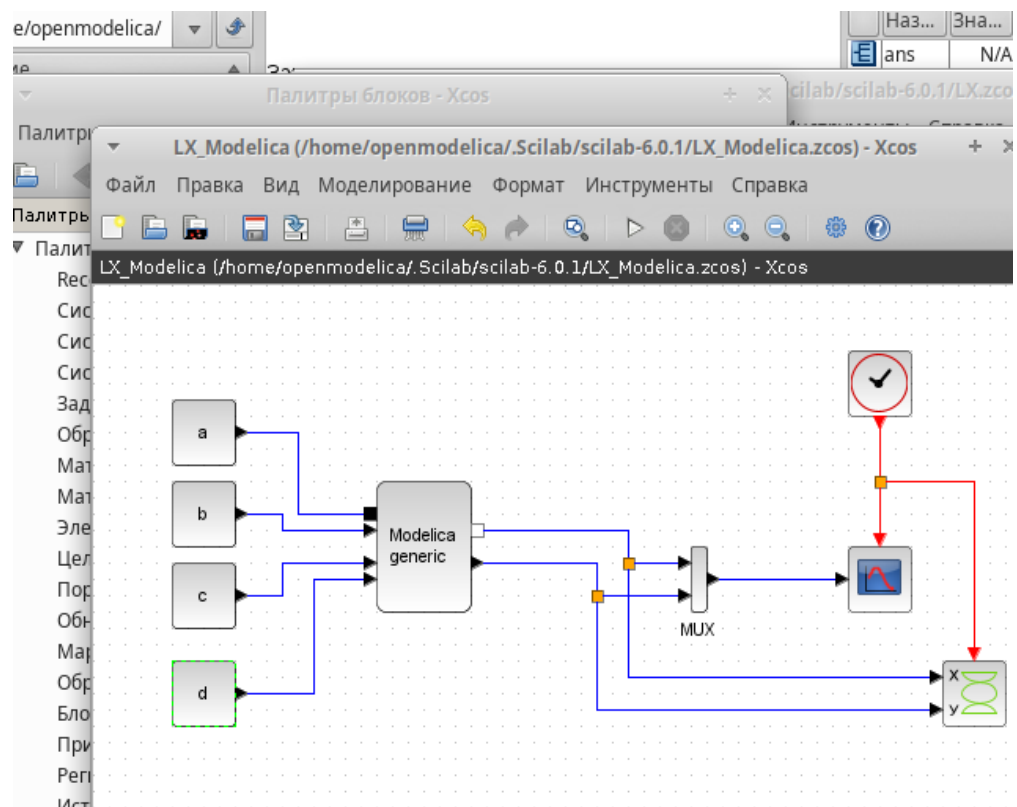 e/openmodelica/
Наз... Зна...
ans N/A
Палитры блоков - Xcos
cilab/scilab-6.0.1/LX.zco
LX_Modelica (/home/openmodelica/.Scilab/scilab-6.0.1/LX_Modelica.zcos) - Xcos
Файл Правка Вид Моделирование Формат Инструменты Справка
Палитры
LX_Modelica (/home/openmodelica/.Scilab/scilab-6.0.1/LX_Modelica.zcos) - Xcos
Палит
Rec
Сис
Сис
Сис
Зад
Обр
Мат
Мат
Эле
Цел
Пор
Обн
Мар
Обр
Бло
При
Реги
a
b
Modelica
generic
c
MUX
d
X
y